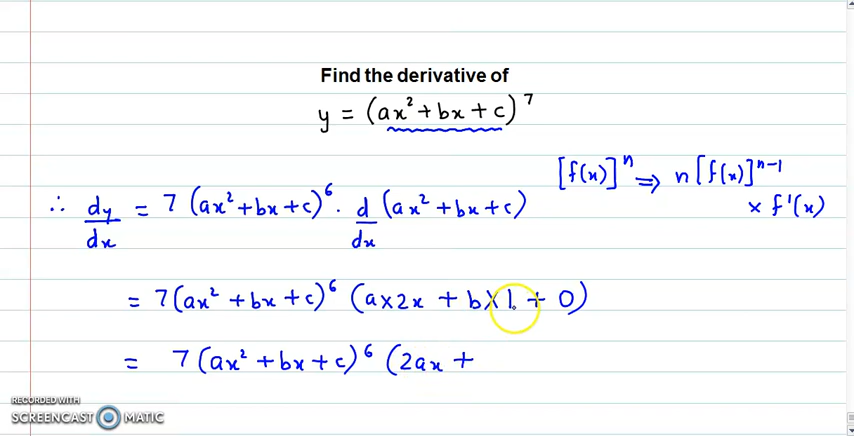 Find the derivative of
y = (ax² + bx + c)⁷
[f(x)]ⁿ ⇒ n[f(x)]ⁿ⁻¹
× f'(x)
∴ dy/dx = 7(ax² + bx + c)⁶ · d/dx (ax² + bx + c)
= 7(ax² + bx + c)⁶ (a×2x + b×1 + 0)
= 7(ax² + bx + c)⁶ (2ax +
RECORDED WITH
SCREENCAST MATIC